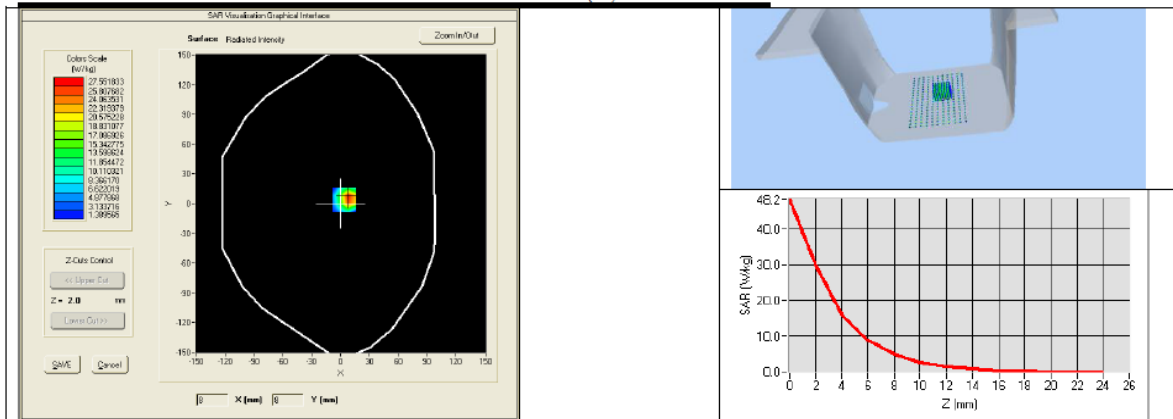 SAR Visualisation Graphical Interface
Surface Radiated Intensity
Zoom In/Out
Colors Scale
(W/kg)
27.551833
25.807682
24.063531
22.319379
20.575228
18.831077
17.086926
15.342775
13.598624
11.854472
10.110321
8.366170
6.622019
4.877868
3.133716
1.389565
Z-Cuts Control
<< Upper Cut
Z = 2.0 mm
Lower Cut >>
SAVE Cancel
150
120
90
60
30
0
-30
-60
-90
-120
-150
Y
-150 -120 -90 -60 -30 0 30 60 90 120 150
X
8 X (mm) 8 Y (mm)
48.2
40.0
30.0
20.0
10.0
0.0
SAR (W/kg)
0 2 4 6 8 10 12 14 16 18 20 22 24 26
Z (mm)